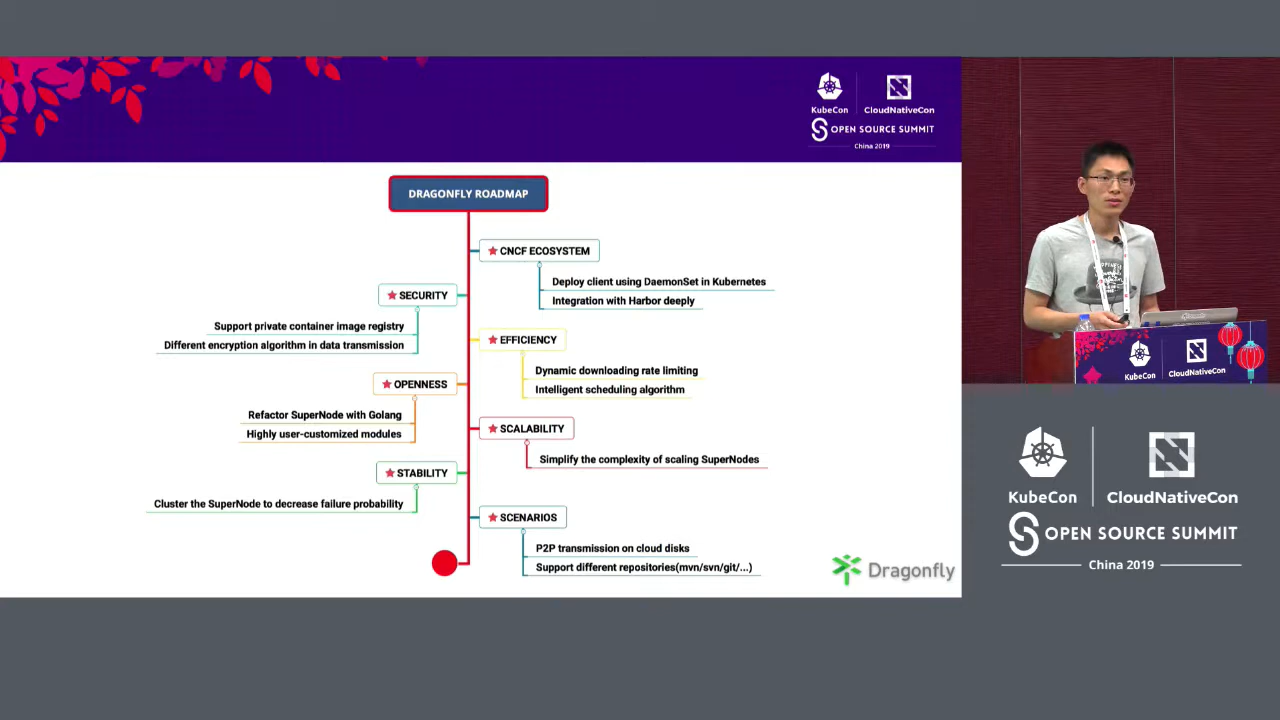 KubeCon
CloudNativeCon
OPEN SOURCE SUMMIT
China 2019
DRAGONFLY ROADMAP
CNCF ECOSYSTEM
Deploy client using DaemonSet in Kubernetes
Integration with Harbor deeply
SECURITY
Support private container image registry
Different encryption algorithm in data transmission
EFFICIENCY
Dynamic downloading rate limiting
Intelligent scheduling algorithm
OPENNESS
Refactor SuperNode with Golang
Highly user-customized modules
SCALABILITY
Simplify the complexity of scaling SuperNodes
STABILITY
Cluster the SuperNode to decrease failure probability
SCENARIOS
P2P transmission on cloud disks
Support different repositories(mvn/svn/git/...)
Dragonfly
HAPPINESS
KubeCon
CloudNativeCon
KubeCon
CloudNativeCon
OPEN SOURCE SUMMIT
China 2019